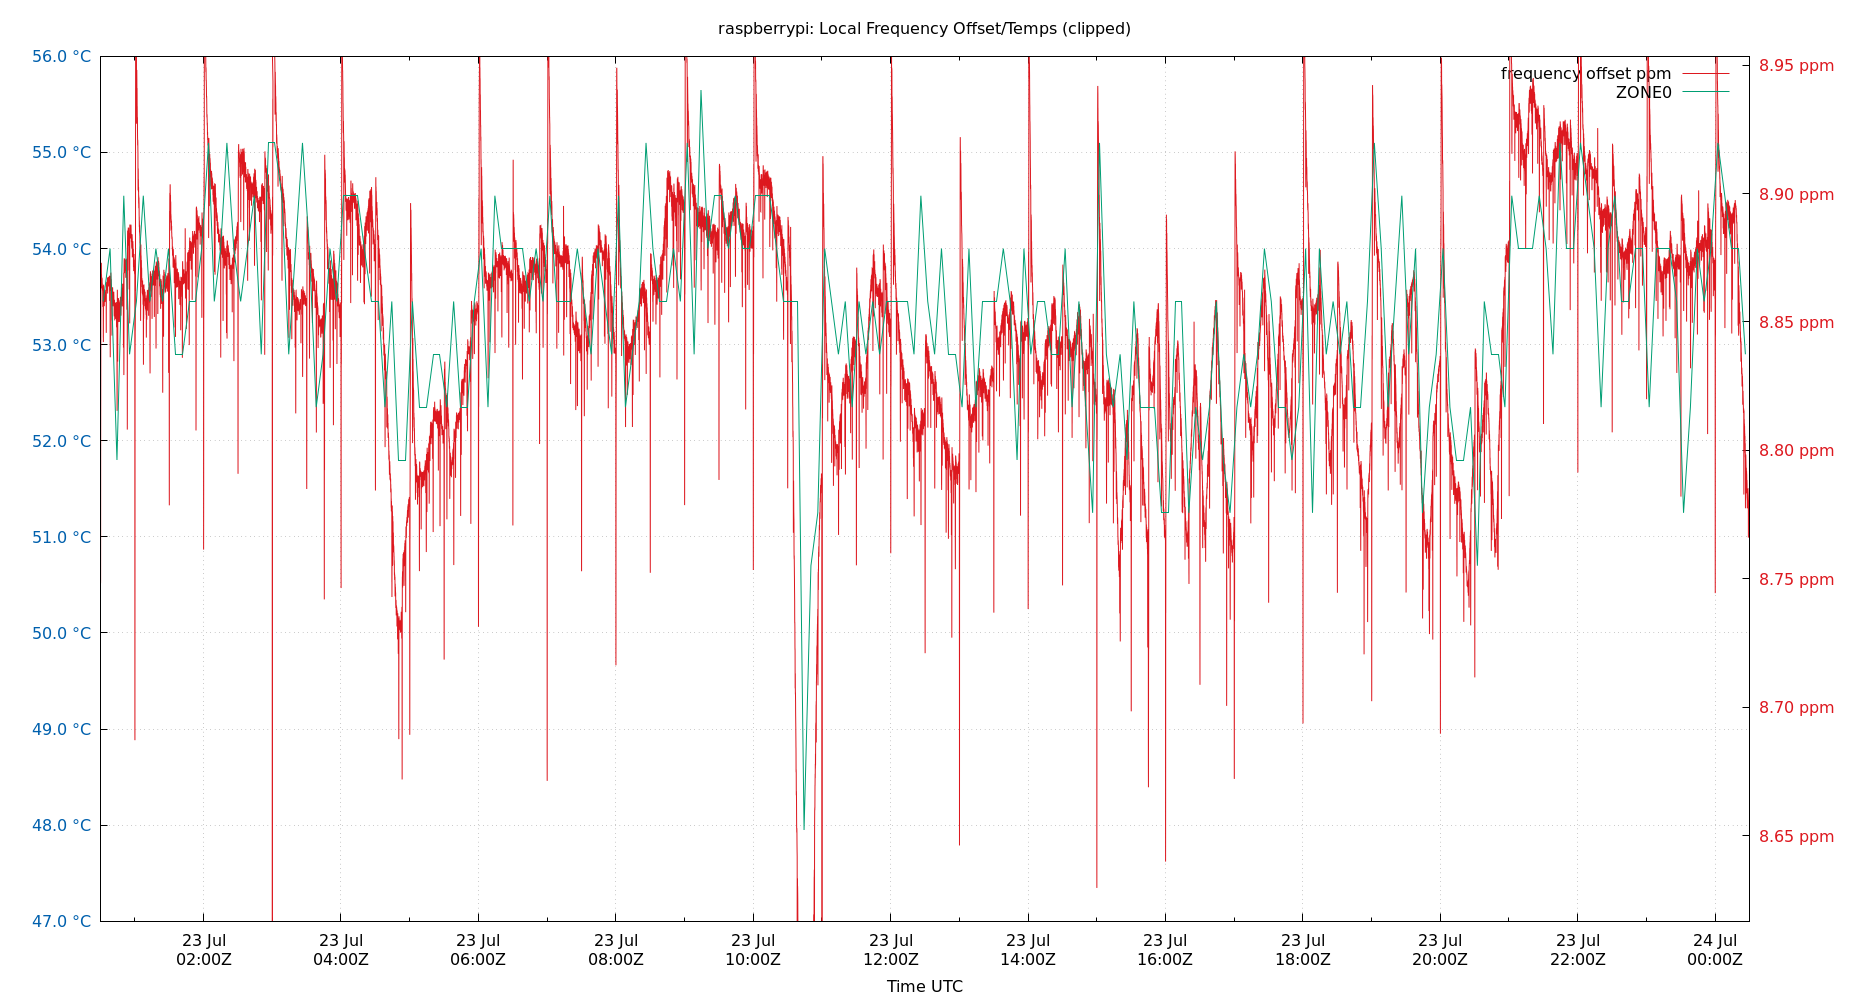 raspberrypi: Local Frequency Offset/Temps (clipped)
56.0 °C
55.0 °C
54.0 °C
53.0 °C
52.0 °C
51.0 °C
50.0 °C
49.0 °C
48.0 °C
47.0 °C
frequency offset ppm
ZONE0
8.95 ppm
8.90 ppm
8.85 ppm
8.80 ppm
8.75 ppm
8.70 ppm
8.65 ppm
23 Jul
02:00Z
23 Jul
04:00Z
23 Jul
06:00Z
23 Jul
08:00Z
23 Jul
10:00Z
23 Jul
12:00Z
23 Jul
14:00Z
23 Jul
16:00Z
23 Jul
18:00Z
23 Jul
20:00Z
23 Jul
22:00Z
24 Jul
00:00Z
Time UTC